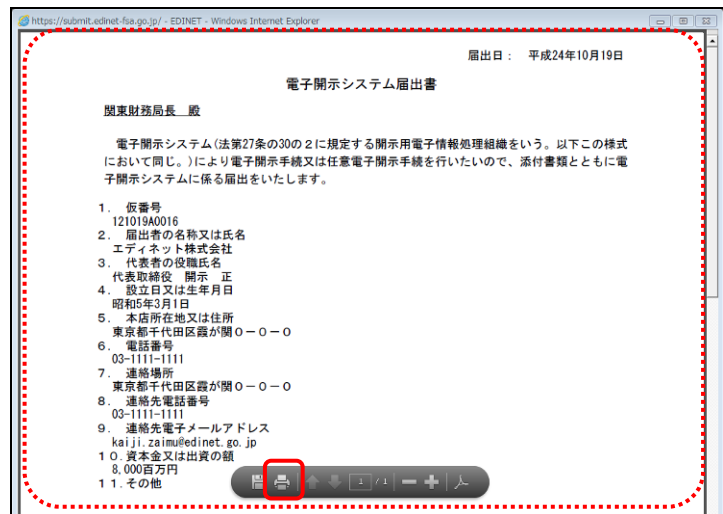 https://submit.edinet-fsa.go.jp/ - EDINET - Windows Internet Explorer
届出日： 平成24年10月19日
電子開示システム届出書
関東財務局長 殿
電子開示システム(法第27条の30の２に規定する開示用電子情報処理組織をいう。以下この様式
において同じ。)により電子開示手続又は任意電子開示手続を行いたいので、添付書類とともに電
子開示システムに係る届出をいたします。
１． 仮番号
121019A0016
２． 届出者の名称又は氏名
エディネット株式会社
３． 代表者の役職氏名
代表取締役 開示 正
４． 設立日又は生年月日
昭和5年3月1日
５． 本店所在地又は住所
東京都千代田区霞が関０－０－０
６． 電話番号
03-1111-1111
７． 連絡場所
東京都千代田区霞が関０－０－０
８． 連絡先電話番号
03-1111-1111
９． 連絡先電子メールアドレス
kaiji.zaimu@edinet.go.jp
１０.資本金又は出資の額
8,000百万円
１１.その他
1 / 1